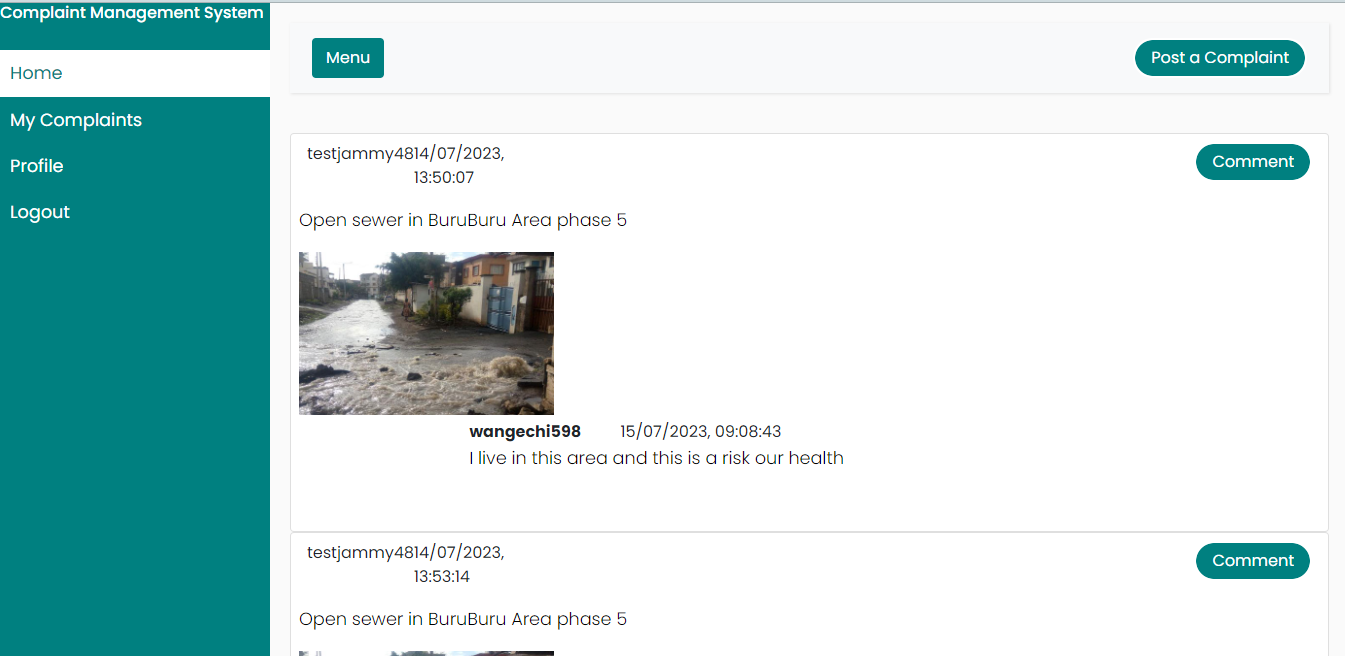 Complaint Management System
Home
My Complaints
Profile
Logout
Menu
Post a Complaint
testjammy4814/07/2023,
13:50:07
Comment
Open sewer in BuruBuru Area phase 5
wangechi598 15/07/2023, 09:08:43
I live in this area and this is a risk our health
testjammy4814/07/2023,
13:53:14
Comment
Open sewer in BuruBuru Area phase 5